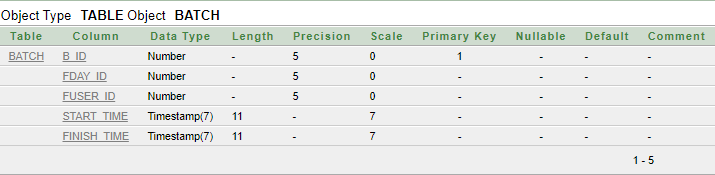 Object Type TABLE Object BATCH
Table Column Data Type Length Precision Scale Primary Key Nullable Default Comment
BATCH B_ID Number - 5 0 1 - - -
FDAY_ID Number - 5 0 - - - -
FUSER_ID Number - 5 0 - - - -
START_TIME Timestamp(7) 11 - 7 - - - -
FINISH_TIME Timestamp(7) 11 - 7 - - - -
1 - 5